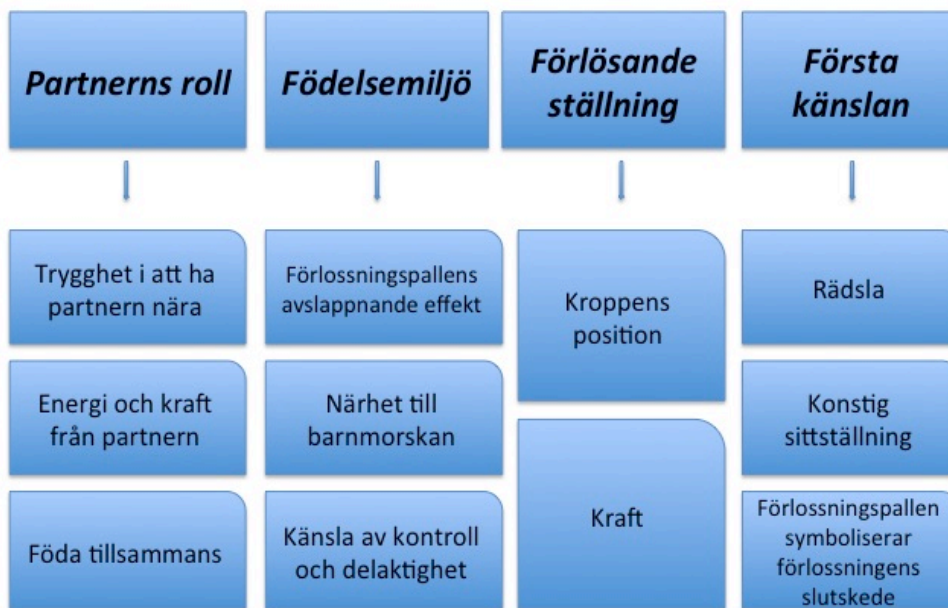 Partnerns roll
Trygghet i att ha
partnern nära
Energi och kraft
från partnern
Föda tillsammans
Födelsemiljö
Förlossningspallens
avslappnande effekt
Närhet till
barnmorskan
Känsla av kontroll
och delaktighet
Förlösande
ställning
Kroppens
position
Kraft
Första
känslan
Rädsla
Konstig
sittställning
Förlossningspallen
symboliserar
förlossningens
slutskede